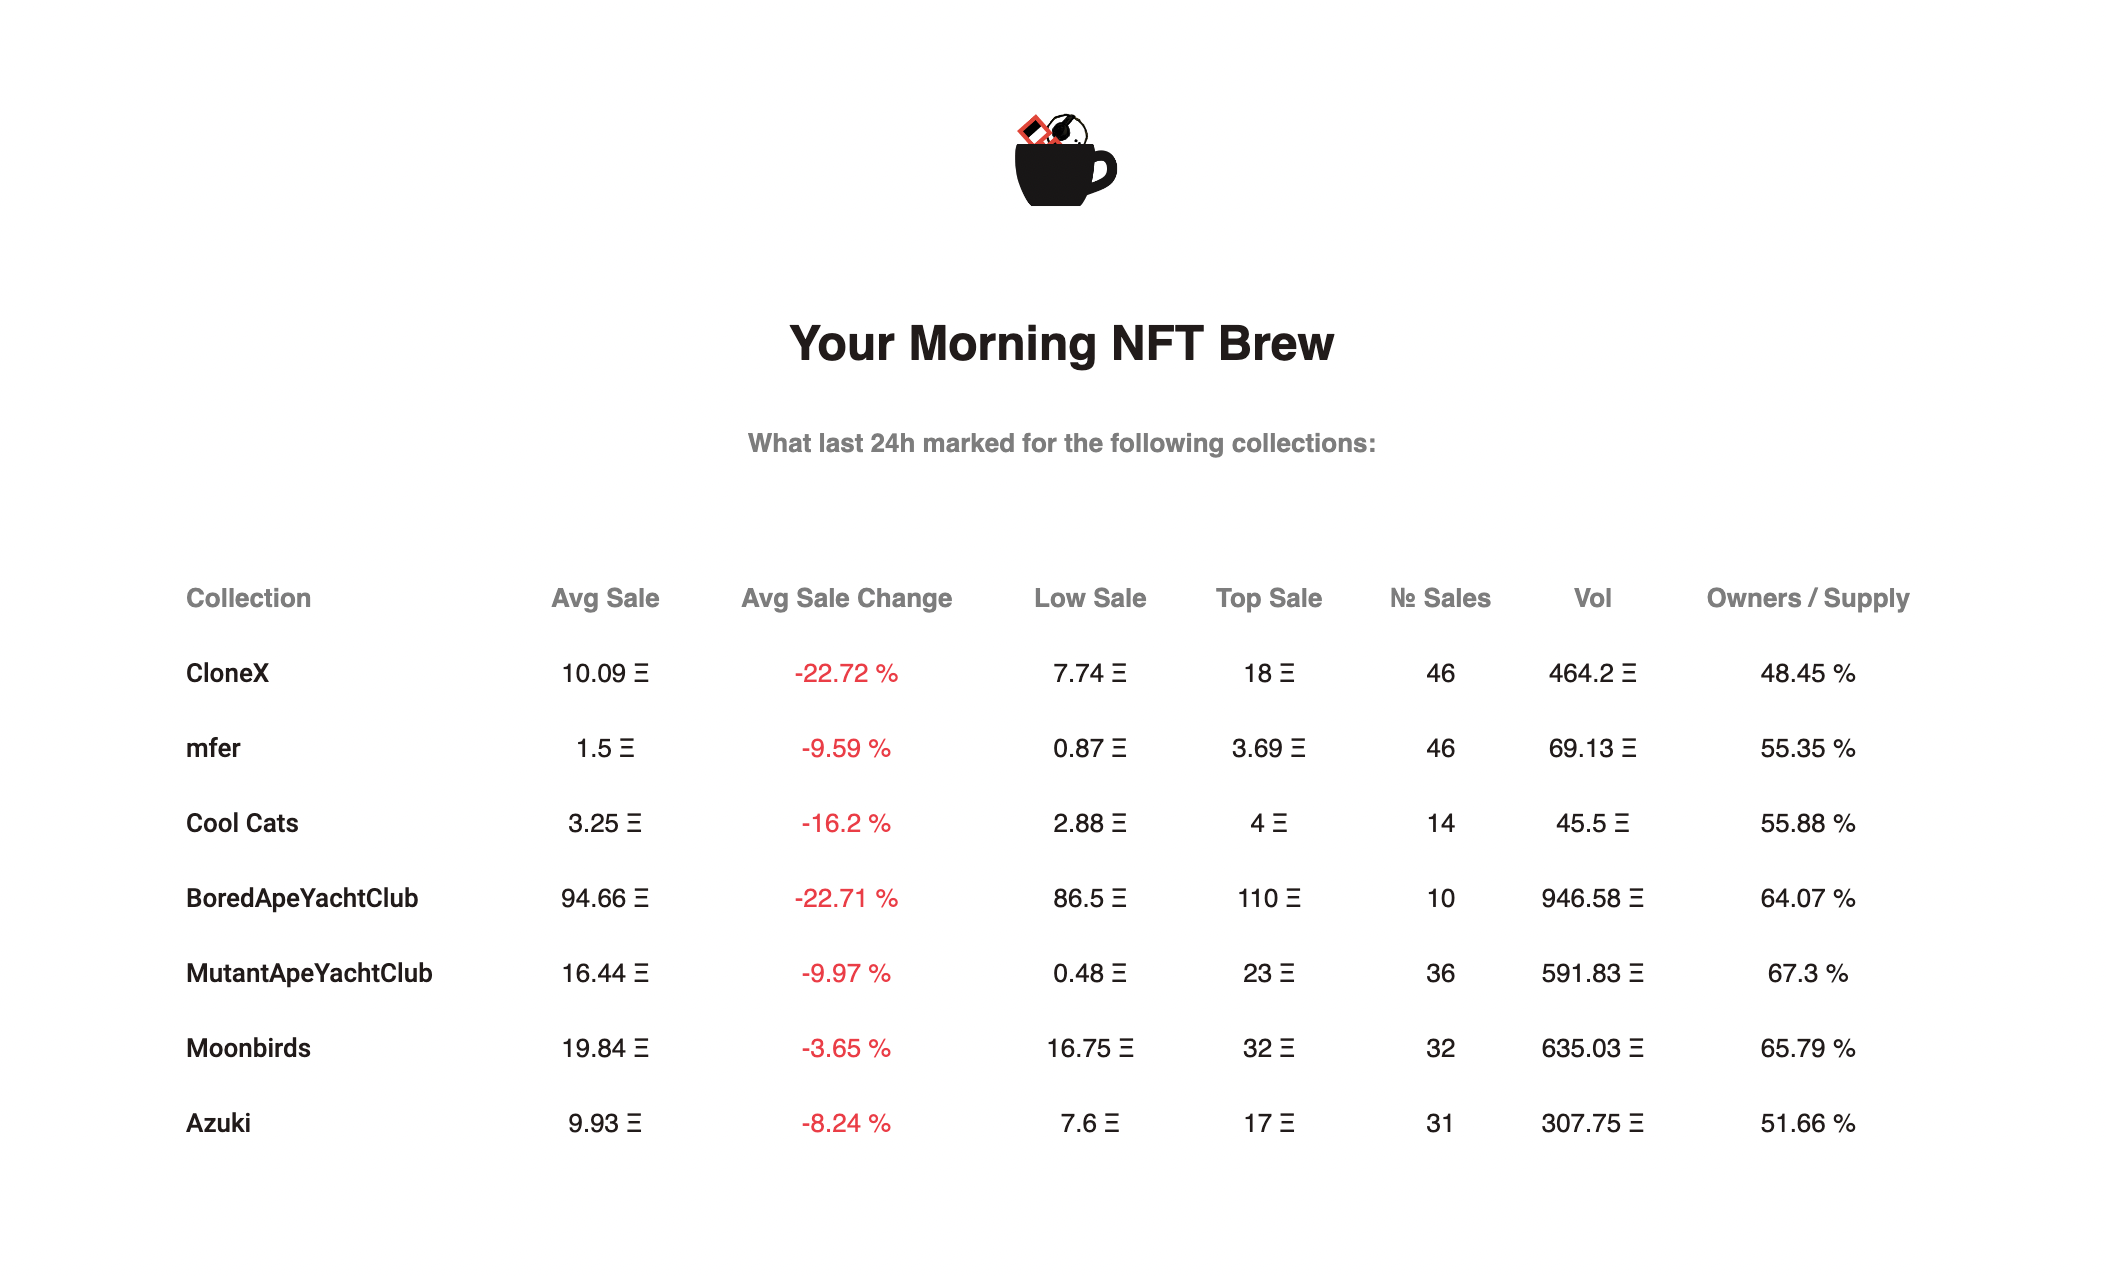 Your Morning NFT Brew
What last 24h marked for the following collections:
Collection Avg Sale Avg Sale Change Low Sale Top Sale № Sales Vol Owners / Supply
CloneX 10.09 Ξ -22.72 % 7.74 Ξ 18 Ξ 46 464.2 Ξ 48.45 %
mfer 1.5 Ξ -9.59 % 0.87 Ξ 3.69 Ξ 46 69.13 Ξ 55.35 %
Cool Cats 3.25 Ξ -16.2 % 2.88 Ξ 4 Ξ 14 45.5 Ξ 55.88 %
BoredApeYachtClub 94.66 Ξ -22.71 % 86.5 Ξ 110 Ξ 10 946.58 Ξ 64.07 %
MutantApeYachtClub 16.44 Ξ -9.97 % 0.48 Ξ 23 Ξ 36 591.83 Ξ 67.3 %
Moonbirds 19.84 Ξ -3.65 % 16.75 Ξ 32 Ξ 32 635.03 Ξ 65.79 %
Azuki 9.93 Ξ -8.24 % 7.6 Ξ 17 Ξ 31 307.75 Ξ 51.66 %